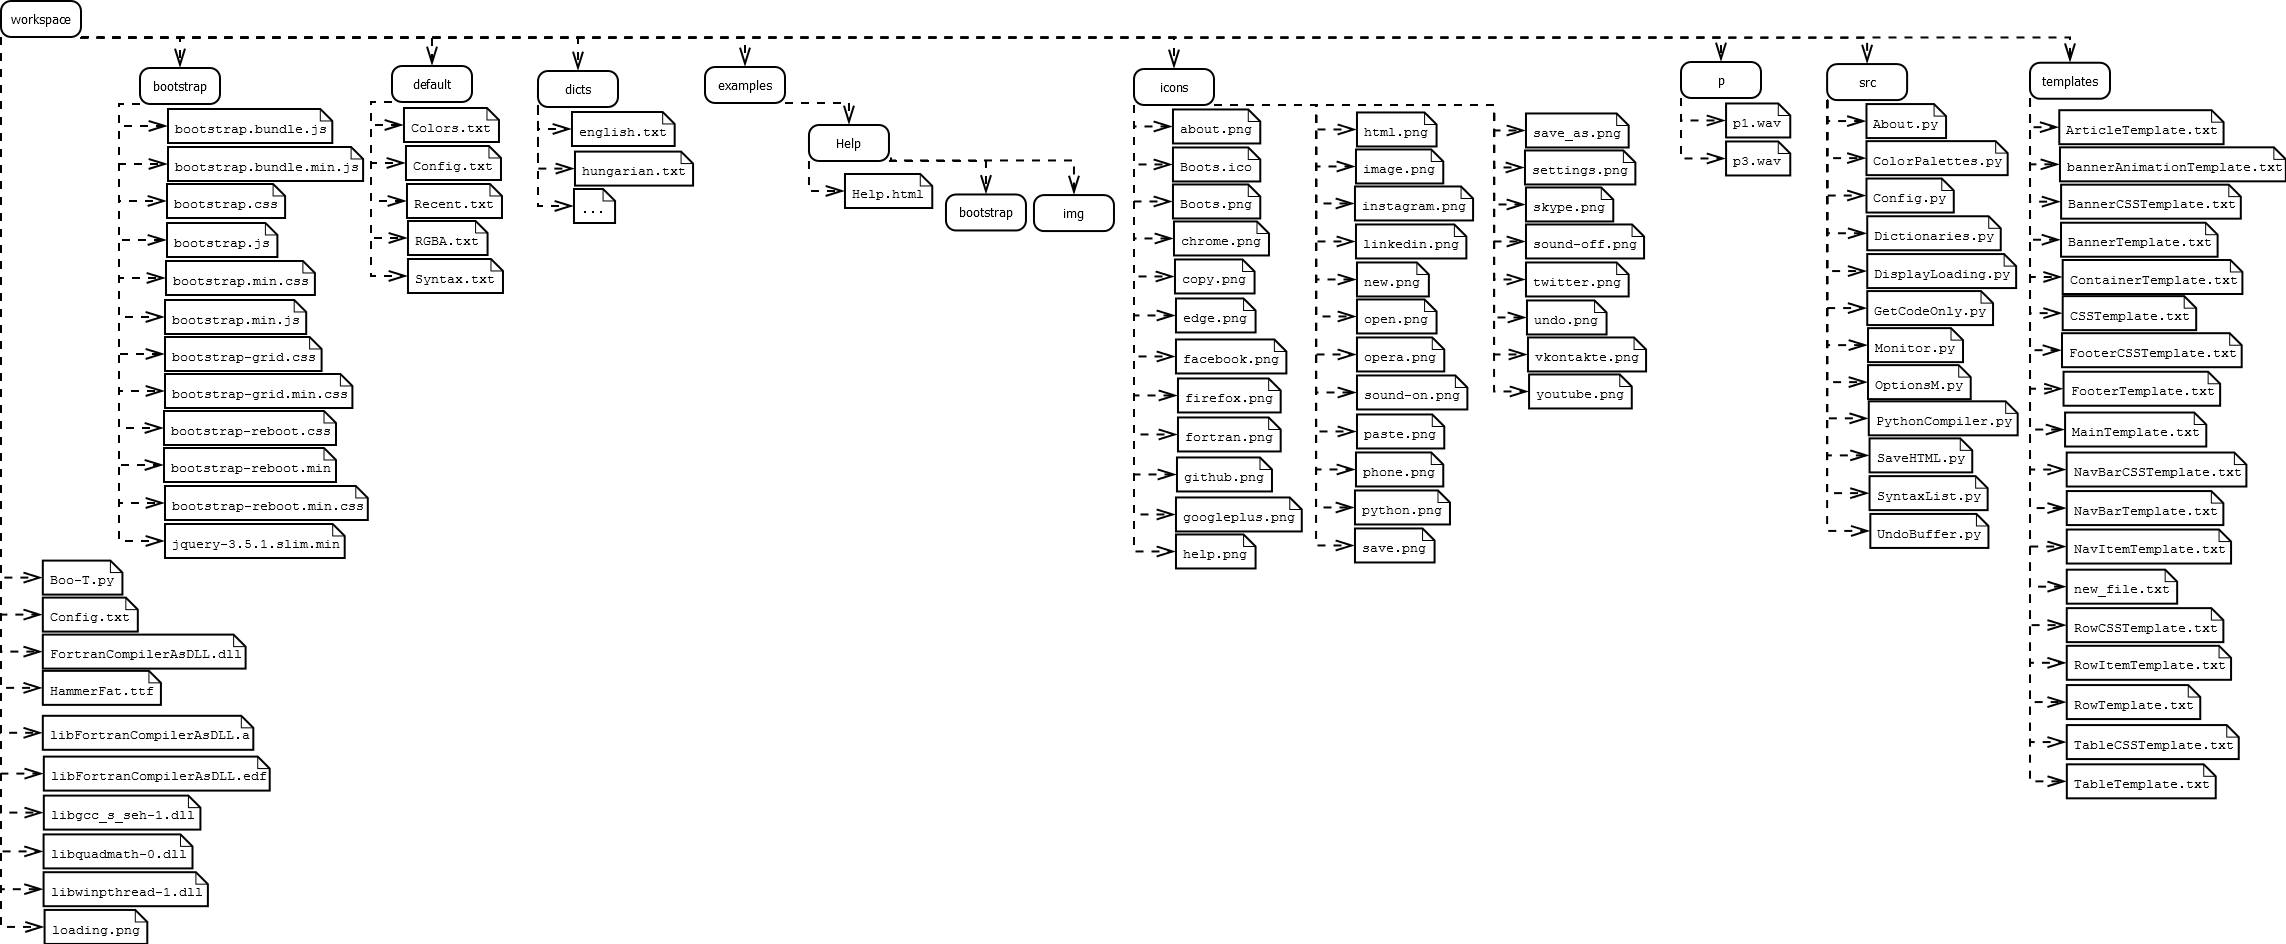 workspace
bootstrap
bootstrap.bundle.js
bootstrap.bundle.min.js
bootstrap.css
bootstrap.js
bootstrap.min.css
bootstrap.min.js
bootstrap-grid.css
bootstrap-grid.min.css
bootstrap-reboot.css
bootstrap-reboot.min
bootstrap-reboot.min.css
jquery-3.5.1.slim.min
default
Colors.txt
Config.txt
Recent.txt
RGBA.txt
Syntax.txt
dicts
english.txt
hungarian.txt
...
examples
Help
Help.html
bootstrap
img
icons
about.png
Boots.ico
Boots.png
chrome.png
copy.png
edge.png
facebook.png
firefox.png
fortran.png
github.png
googleplus.png
help.png
html.png
image.png
instagram.png
linkedin.png
new.png
open.png
opera.png
sound-on.png
paste.png
phone.png
python.png
save.png
save_as.png
settings.png
skype.png
sound-off.png
twitter.png
undo.png
vkontakte.png
youtube.png
p
p1.wav
p3.wav
src
About.py
ColorPalettes.py
Config.py
Dictionaries.py
DisplayLoading.py
GetCodeOnly.py
Monitor.py
OptionsM.py
PythonCompiler.py
SaveHTML.py
SyntaxList.py
UndoBuffer.py
templates
ArticleTemplate.txt
bannerAnimationTemplate.txt
BannerCSSTemplate.txt
BannerTemplate.txt
ContainerTemplate.txt
CSSTemplate.txt
FooterCSSTemplate.txt
FooterTemplate.txt
MainTemplate.txt
NavBarCSSTemplate.txt
NavBarTemplate.txt
NavItemTemplate.txt
new_file.txt
RowCSSTemplate.txt
RowItemTemplate.txt
RowTemplate.txt
TableCSSTemplate.txt
TableTemplate.txt
Boo-T.py
Config.txt
FortranCompilerAsDLL.dll
HammerFat.ttf
libFortranCompilerAsDLL.a
libFortranCompilerAsDLL.edf
libgcc_s_seh-1.dll
libquadmath-0.dll
libwinpthread-1.dll
loading.png